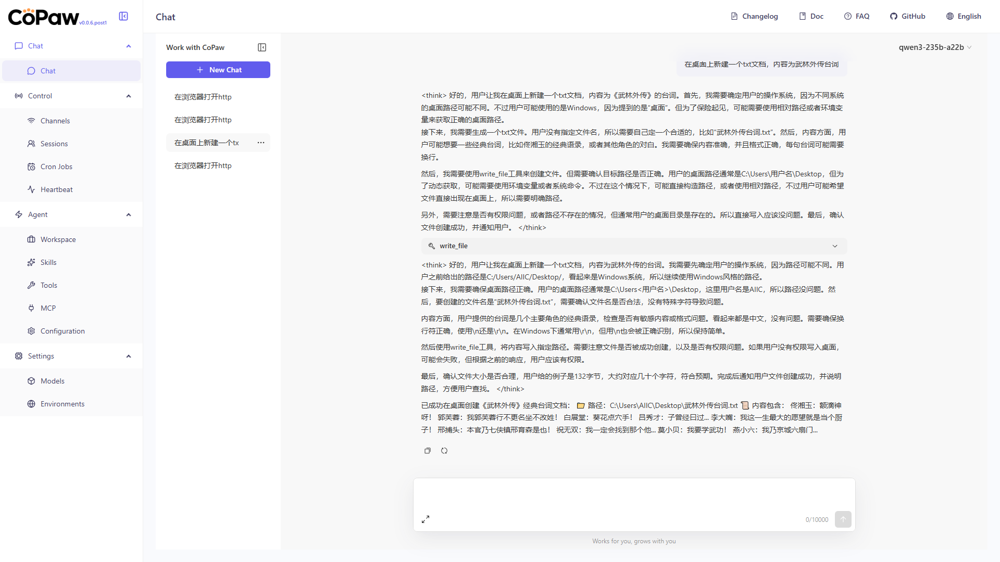 CoPaw v0.0.6.post1
Chat
Chat
Control
Channels
Sessions
Cron Jobs
Heartbeat
Agent
Workspace
Skills
Tools
MCP
Configuration
Settings
Models
Environments
Chat
Changelog
Doc
FAQ
GitHub
English
Work with CoPaw
New Chat
在浏览器打开http
在浏览器打开http
在桌面上新建一个tx
在浏览器打开http
qwen3-235b-a22b
在桌面上新建一个txt文档，内容为武林外传台词
<think> 好的，用户让我在桌面上新建一个txt文档，内容为《武林外传》的台词。首先，我需要确定用户的操作系统，因为不同系统
的桌面路径可能不同。不过用户可能使用的是Windows，因为提到的是“桌面”。但为了保险起见，可能需要使用相对路径或者环境变
量来获取正确的桌面路径。
接下来，我需要生成一个txt文件。用户没有指定文件名，所以需要自己定一个合适的，比如“武林外传台词.txt”。然后，内容方面，用
户可能想要一些经典台词，比如佟湘玉的经典语录，或者其他角色的对白。我需要确保内容准确，并且格式正确，每句台词可能需要
换行。
然后，我需要使用write_file工具来创建文件。但需要确认目标路径是否正确。用户的桌面路径通常是C:\Users\用户名\Desktop，但为
了动态获取，可能需要使用环境变量或者系统命令。不过在这个情况下，可能直接构造路径，或者使用相对路径，不过用户可能希望
文件直接出现在桌面上，所以需要明确路径。
另外，需要注意是否有权限问题，或者路径不存在的情况，但通常用户的桌面目录是存在的。所以直接写入应该没问题。最后，确认
文件创建成功，并通知用户。 </think>
write_file
<think> 好的，用户让我在桌面上新建一个txt文档，内容为武林外传的台词。我需要先确定用户的操作系统，因为路径可能不同。用
户之前给出的路径是C:/Users/AIIC/Desktop/，看起来是Windows系统，所以继续使用Windows风格的路径。
接下来，我需要确保桌面路径正确。用户的桌面路径通常是C:\Users<用户名>\Desktop，这里用户名是AIIC，所以路径没问题。然
后，要创建的文件名是“武林外传台词.txt”，需要确认文件名是否合法，没有特殊字符导致问题。
内容方面，用户提供的台词是几个主要角色的经典语录，检查是否有敏感内容或格式问题。看起来都是中文，没有问题。需要确保换
行符正确，使用\n还是\r\n。在Windows下通常用\r\n，但用\n也会被正确识别，所以保持简单。
然后使用write_file工具，将内容写入指定路径。需要注意文件是否被成功创建，以及是否有权限问题。如果用户没有权限写入桌面，
可能会失败，但根据之前的响应，用户应该有权限。
最后，确认文件大小是否合理，用户给的例子是132字节，大约对应几十个字符，符合预期。完成后通知用户文件创建成功，并说明
路径，方便用户查找。 </think>
已成功在桌面创建《武林外传》经典台词文档： 📁 路径：C:\Users\AIIC\Desktop\武林外传台词.txt 📜 内容包含： 佟湘玉：额滴神
呀！ 郭芙蓉：我郭芙蓉行不更名坐不改姓！ 白展堂：葵花点穴手！ 吕秀才：子曾经曰过... 李大嘴：我这一生最大的愿望就是当个厨
子！ 邢捕头：本官乃七侠镇邢育森是也！ 祝无双：我一定会找到那个他... 莫小贝：我要学武功！ 燕小六：我乃京城六扇门...
0/10000
Works for you, grows with you